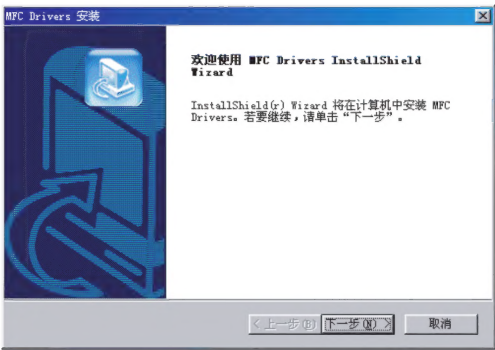 MFC Drivers 安装
欢迎使用 MFC Drivers InstallShield
Wizard
InstallShield(r) Wizard 将在计算机中安装 MFC
Drivers。若要继续，请单击“下一步”。
< 上一步(B) 下一步(N) > 取消